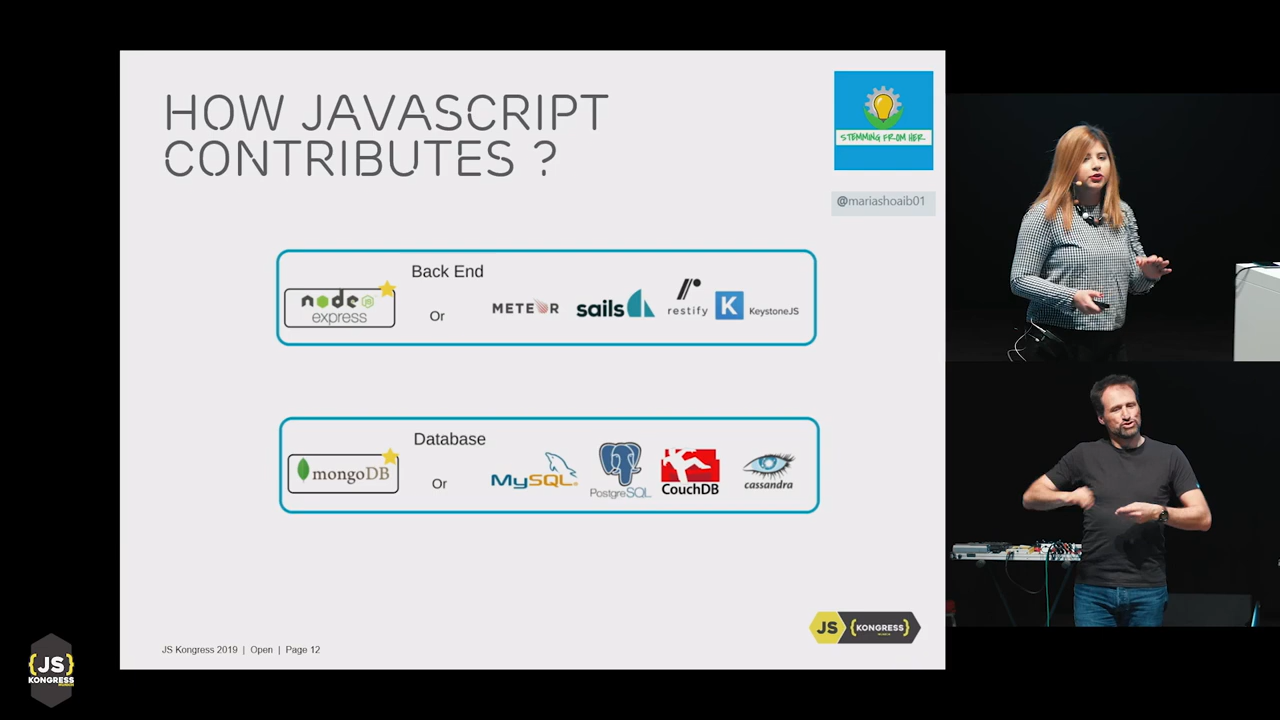 HOW JAVASCRIPT
CONTRIBUTES ?
STEMMING FROM HER
@mariashoaib01
Back End
node
express
Or
METEOR
sails
restify
K
KeystoneJS
Database
mongoDB
Or
MySQL
PostgreSQL
CouchDB
cassandra
JS Kongress 2019 | Open | Page 12
JS {KONGRESS}
{JS}
KONGRESS